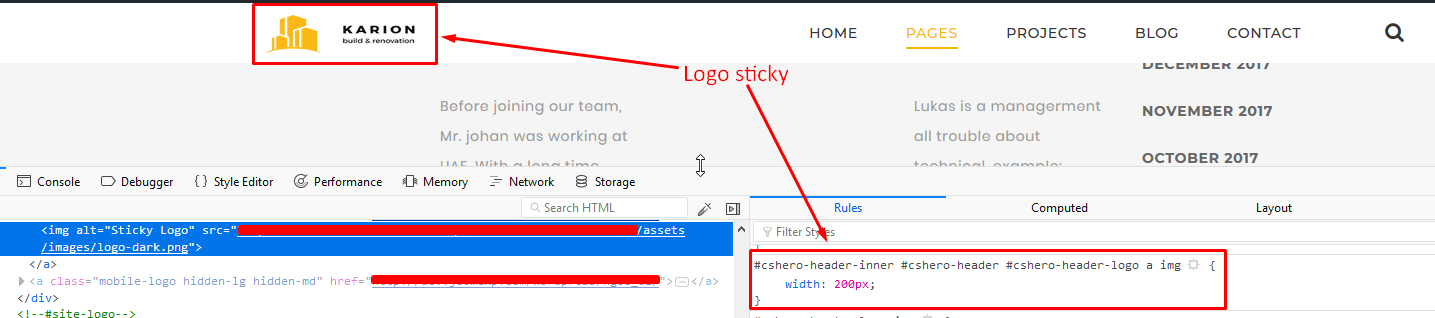 KARION
build & renovation
HOME
PAGES
PROJECTS
BLOG
CONTACT
Logo sticky
DECEMBER 2017
Before joining our team,
Lukas is a managerment
NOVEMBER 2017
Mr. johan was working at
all trouble about
UAE. With a long time
technical, example:
OCTOBER 2017
Console
Debugger
{ } Style Editor
Performance
Memory
Network
Storage
Search HTML
Rules
Computed
Layout
Filter Styles
<img alt="Sticky Logo" src=" /assets
/images/logo-dark.png">
</a>
<a class="mobile-logo hidden-lg hidden-md" href=" "></a>
</div>
<!--#site-logo-->
}
#cshero-header-inner #cshero-header #cshero-header-logo a img {
width: 200px;
}